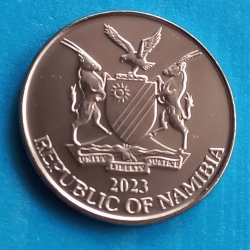 UNITY LIBERTY JUSTICE
2023
REPUBLIC OF NAMIBIA